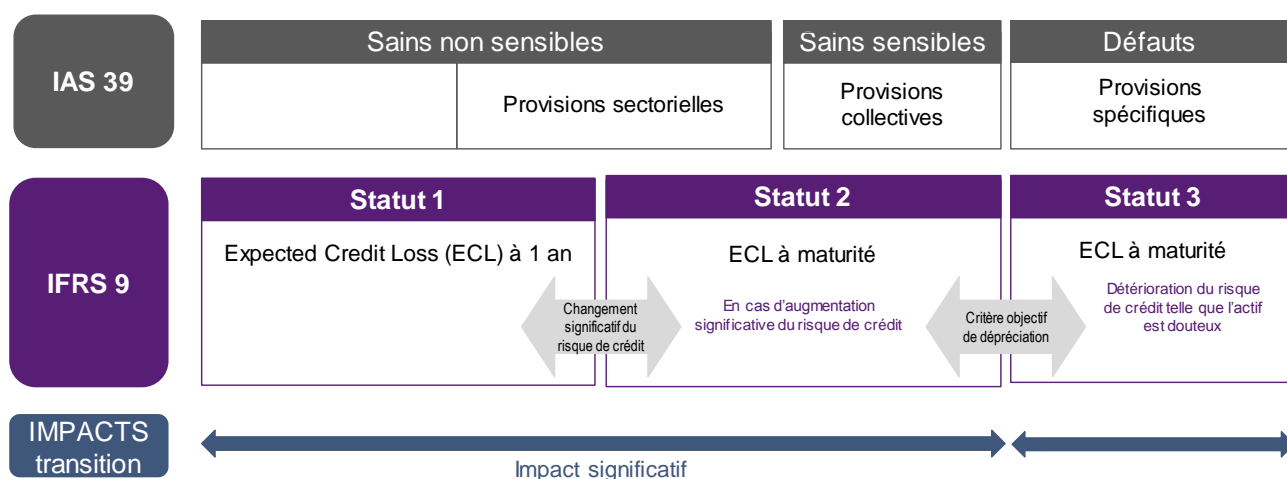 IAS 39
Sains non sensibles
Sains sensibles
Défauts
Provisions sectorielles
Provisions
collectives
Provisions
spécifiques
IFRS 9
Statut 1
Statut 2
Statut 3
Expected Credit Loss (ECL) à 1 an
ECL à maturité
ECL à maturité
Changement
significatif du
risque de crédit
En cas d'augmentation
significative du risque de crédit
Critère objectif
de dépréciation
Détérioration du risque
de crédit telle que l'actif
est douteux
IMPACTS
transition
Impact significatif